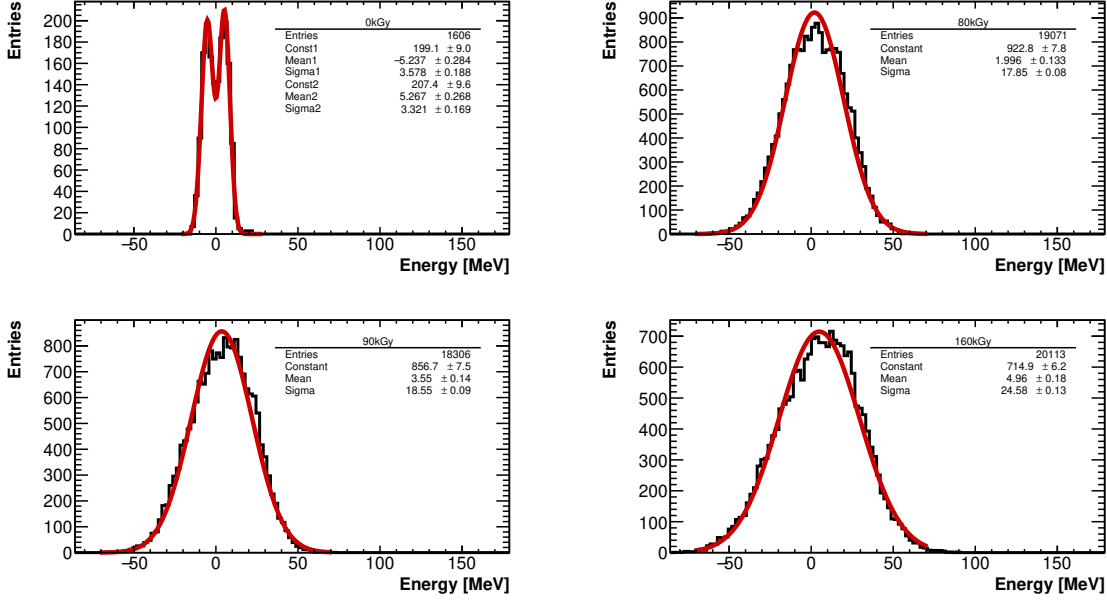 Entries
0kGy
Entries 1606
Const1 199.1 ± 9.0
Mean1 −5.237 ± 0.284
Sigma1 3.578 ± 0.188
Const2 207.4 ± 9.6
Mean2 5.267 ± 0.268
Sigma2 3.321 ± 0.169
200
180
160
140
120
100
80
60
40
20
0
−50 0 50 100 150
Energy [MeV]
Entries
80kGy
Entries 19071
Constant 922.8 ± 7.8
Mean 1.996 ± 0.133
Sigma 17.85 ± 0.08
900
800
700
600
500
400
300
200
100
0
−50 0 50 100 150
Energy [MeV]
Entries
90kGy
Entries 18306
Constant 856.7 ± 7.5
Mean 3.55 ± 0.14
Sigma 18.55 ± 0.09
800
700
600
500
400
300
200
100
0
−50 0 50 100 150
Energy [MeV]
Entries
160kGy
Entries 20113
Constant 714.9 ± 6.2
Mean 4.96 ± 0.18
Sigma 24.58 ± 0.13
700
600
500
400
300
200
100
0
−50 0 50 100 150
Energy [MeV]